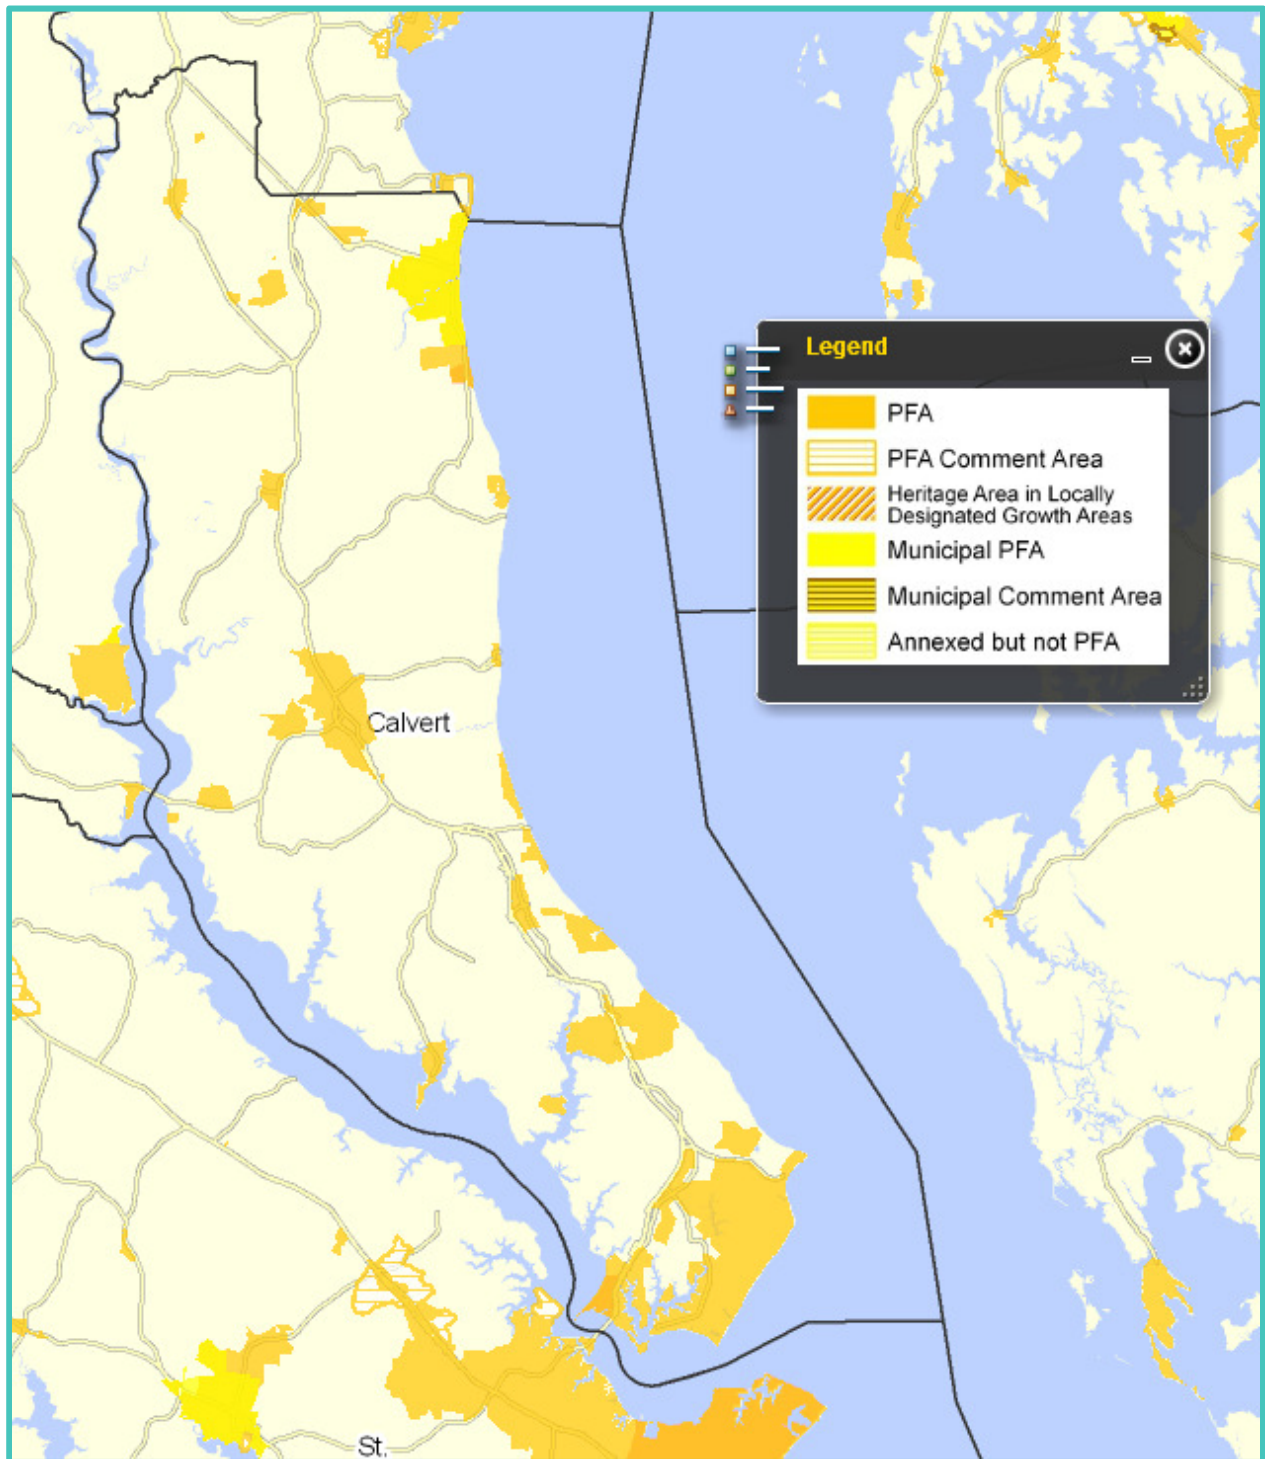 Legend
PFA
PFA Comment Area
Heritage Area in Locally
Designated Growth Areas
Municipal PFA
Municipal Comment Area
Annexed but not PFA
Calvert
St.